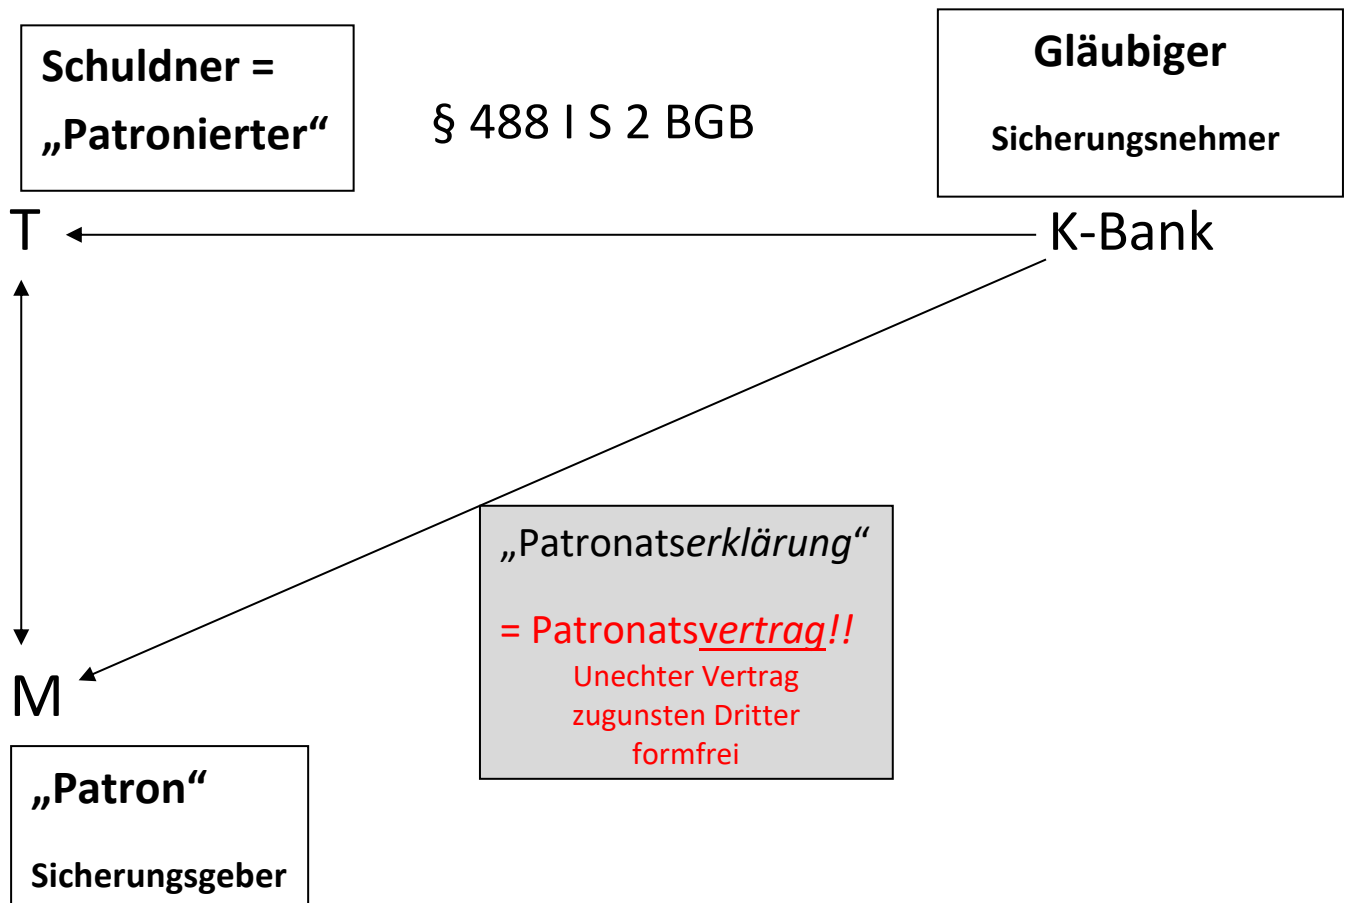 Schuldner =
„Patronierter“
§ 488 I S 2 BGB
Gläubiger
Sicherungsnehmer
T
K-Bank
„Patronatserklärung“
= Patronatsvertrag!!
Unechter Vertrag
zugunsten Dritter
formfrei
M
„Patron“
Sicherungsgeber